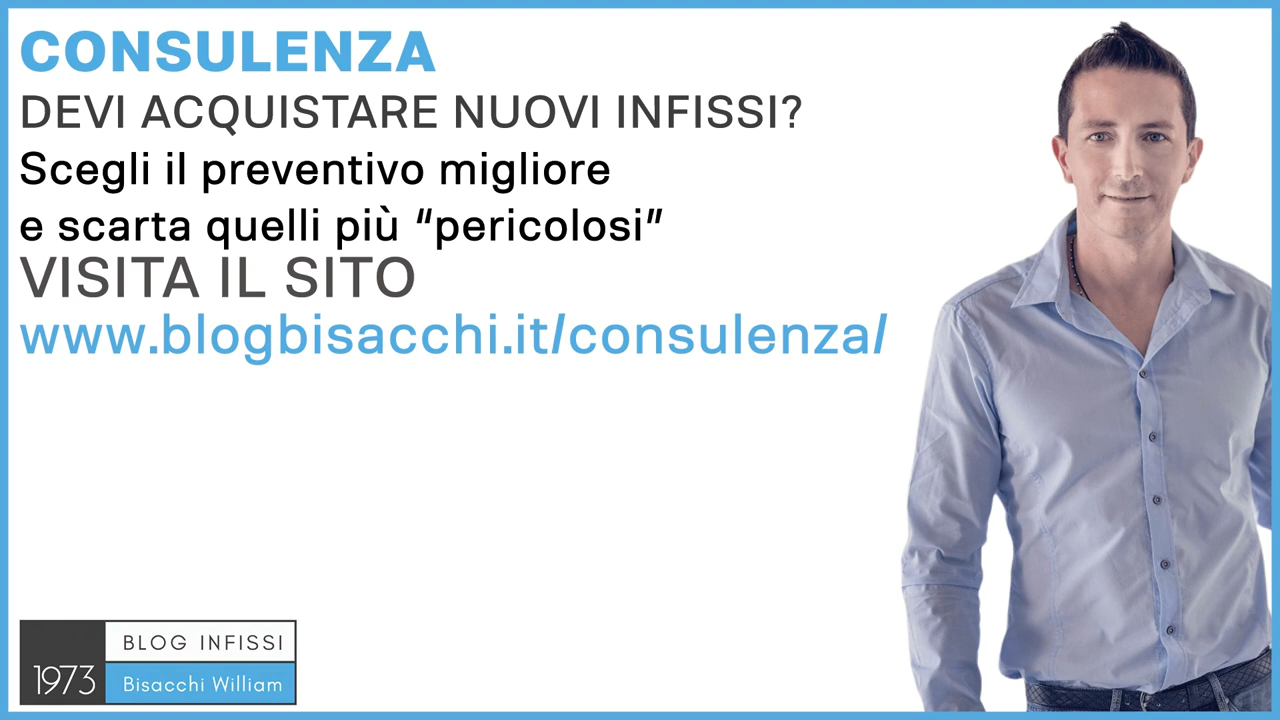 CONSULENZA
DEVI ACQUISTARE NUOVI INFISSI?
Scegli il preventivo migliore
e scarta quelli più “pericolosi”
VISITA IL SITO
www.blogbisacchi.it/consulenza/
BLOG INFISSI
1973
Bisacchi William